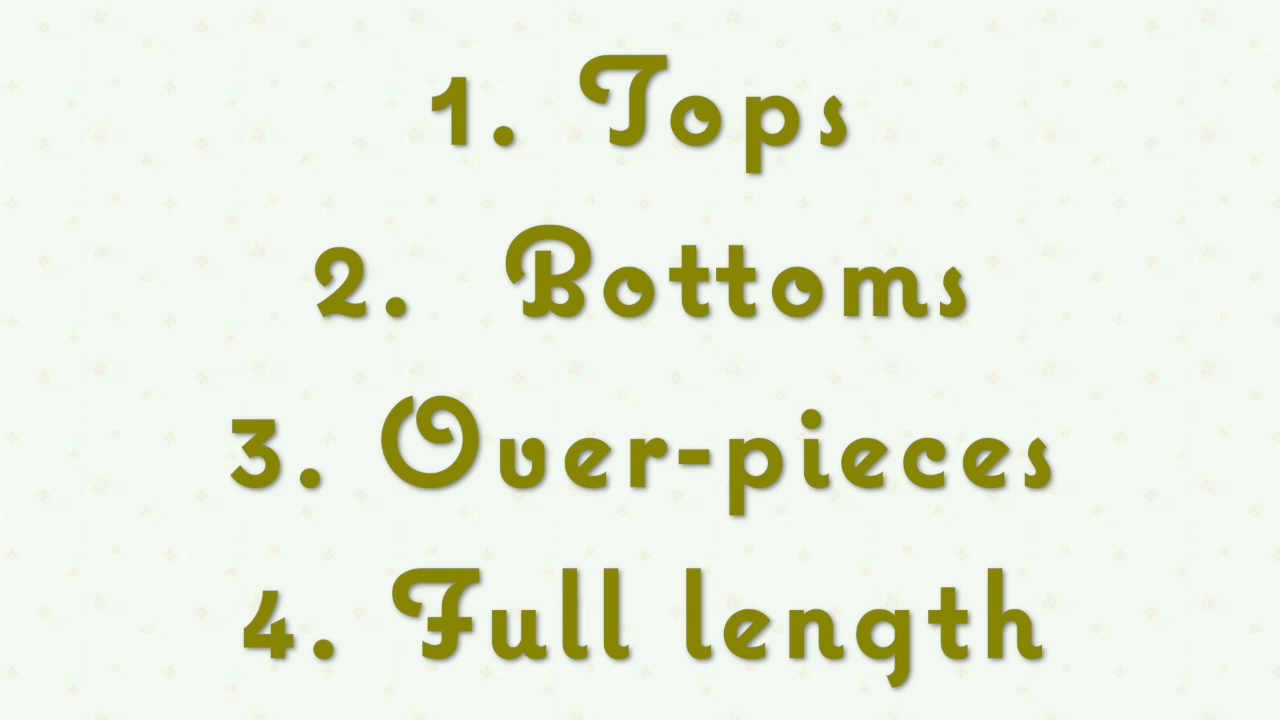 1. Tops
2. Bottoms
3. Over-pieces
4. Full length